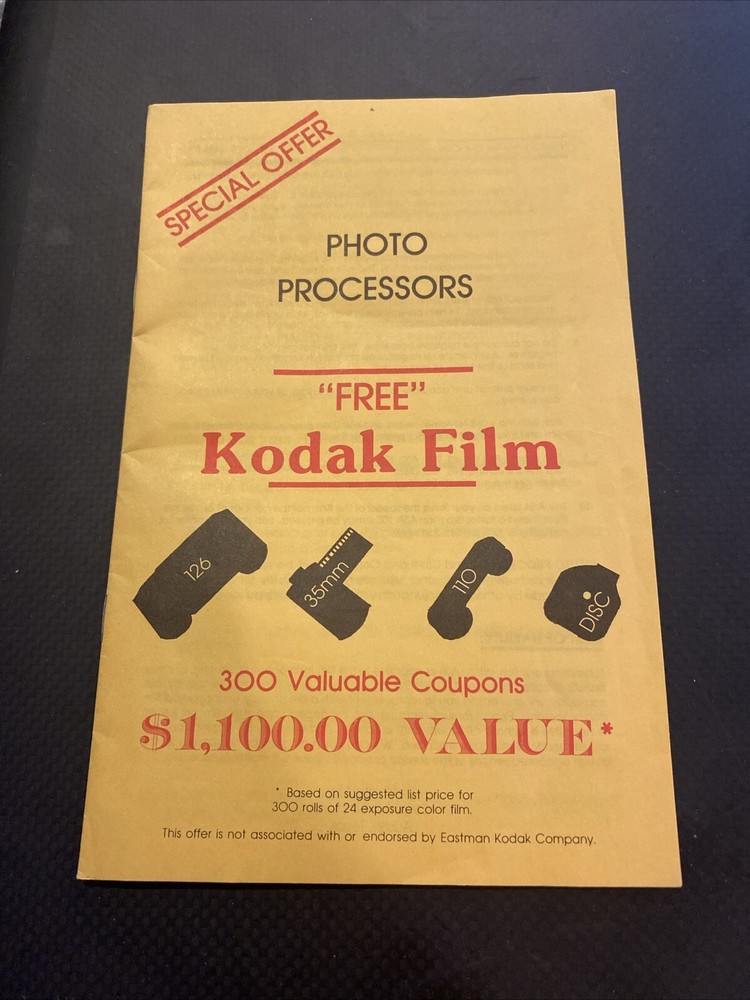 SPECIAL OFFER
PHOTO
PROCESSORS
"FREE"
Kodak Film
126
35mm
110
DISC
300 Valuable Coupons
$1,100.00 VALUE*
* Based on suggested list price for
300 rolls of 24 exposure color film.
This offer is not associated with or endorsed by Eastman Kodak Company.